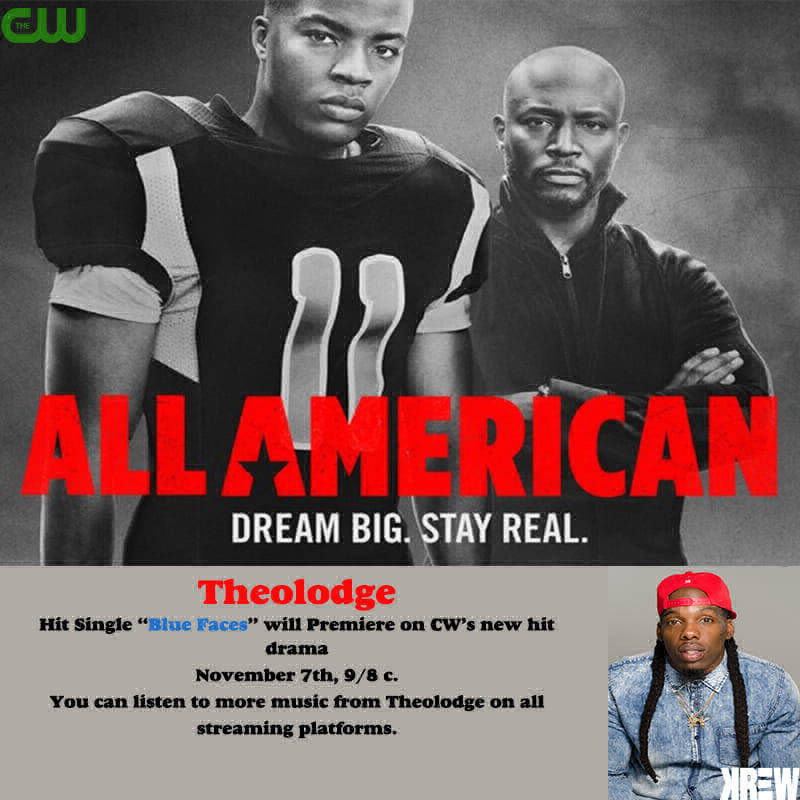 THE
CW
11
ALL AMERICAN
DREAM BIG. STAY REAL.
Theolodge
Hit Single “Blue Faces” will Premiere on CW’s new hit
drama
November 7th, 9/8 c.
You can listen to more music from Theolodge on all
streaming platforms.
KREW